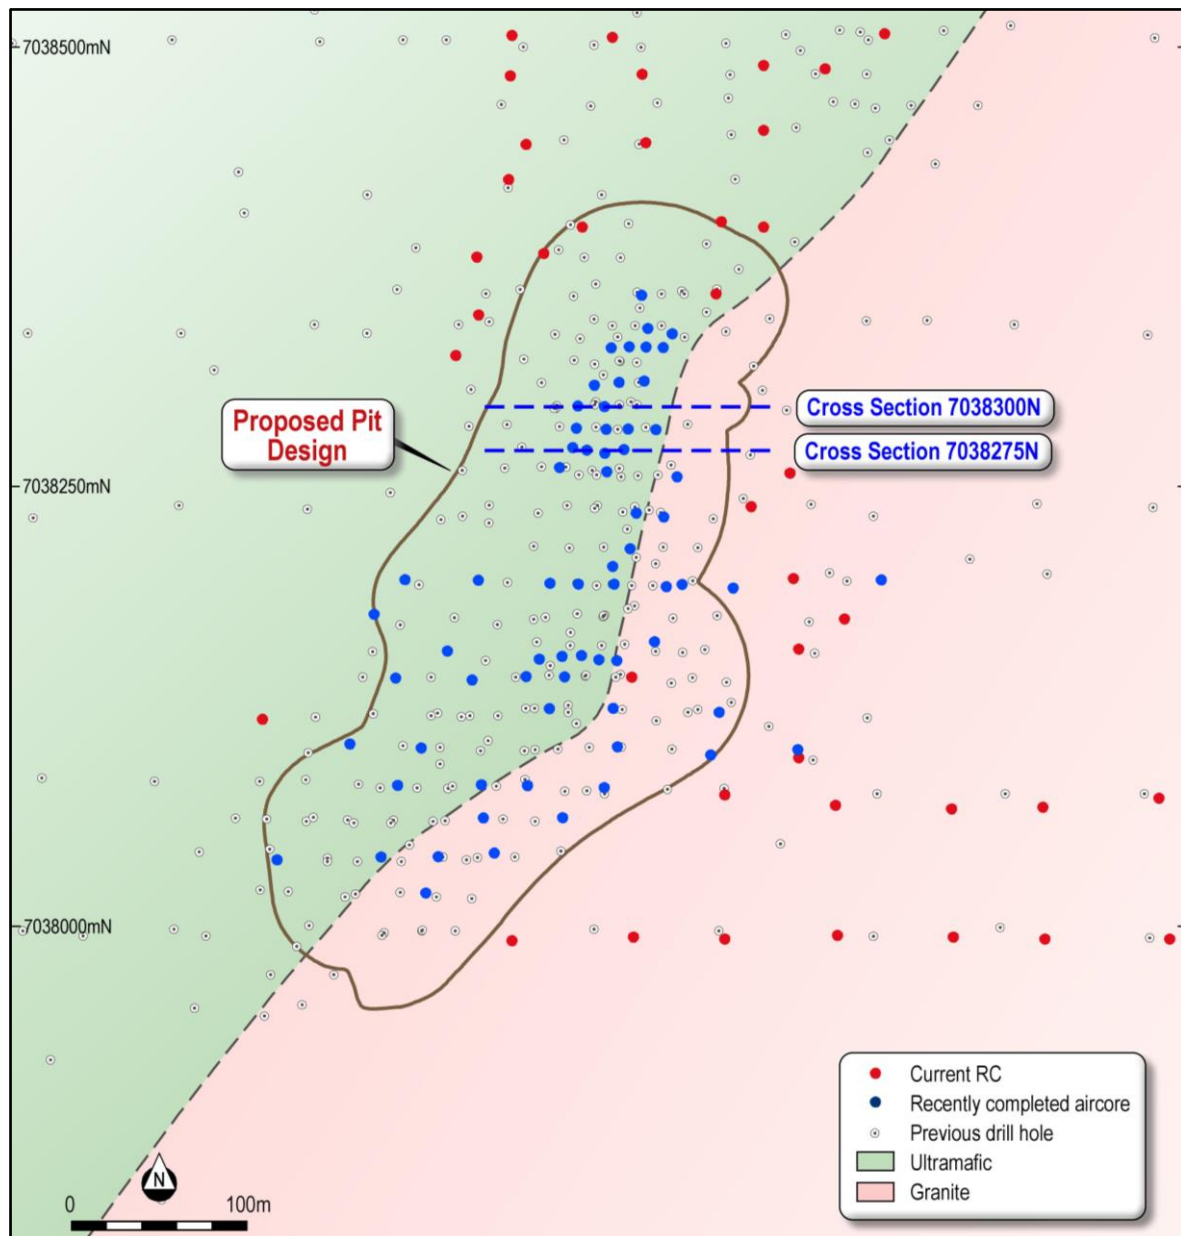 7038500mN
Proposed Pit
Design
Cross Section 7038300N
Cross Section 7038275N
7038250mN
7038000mN
Current RC
Recently completed aircore
Previous drill hole
Ultramafic
Granite
N
0 100m